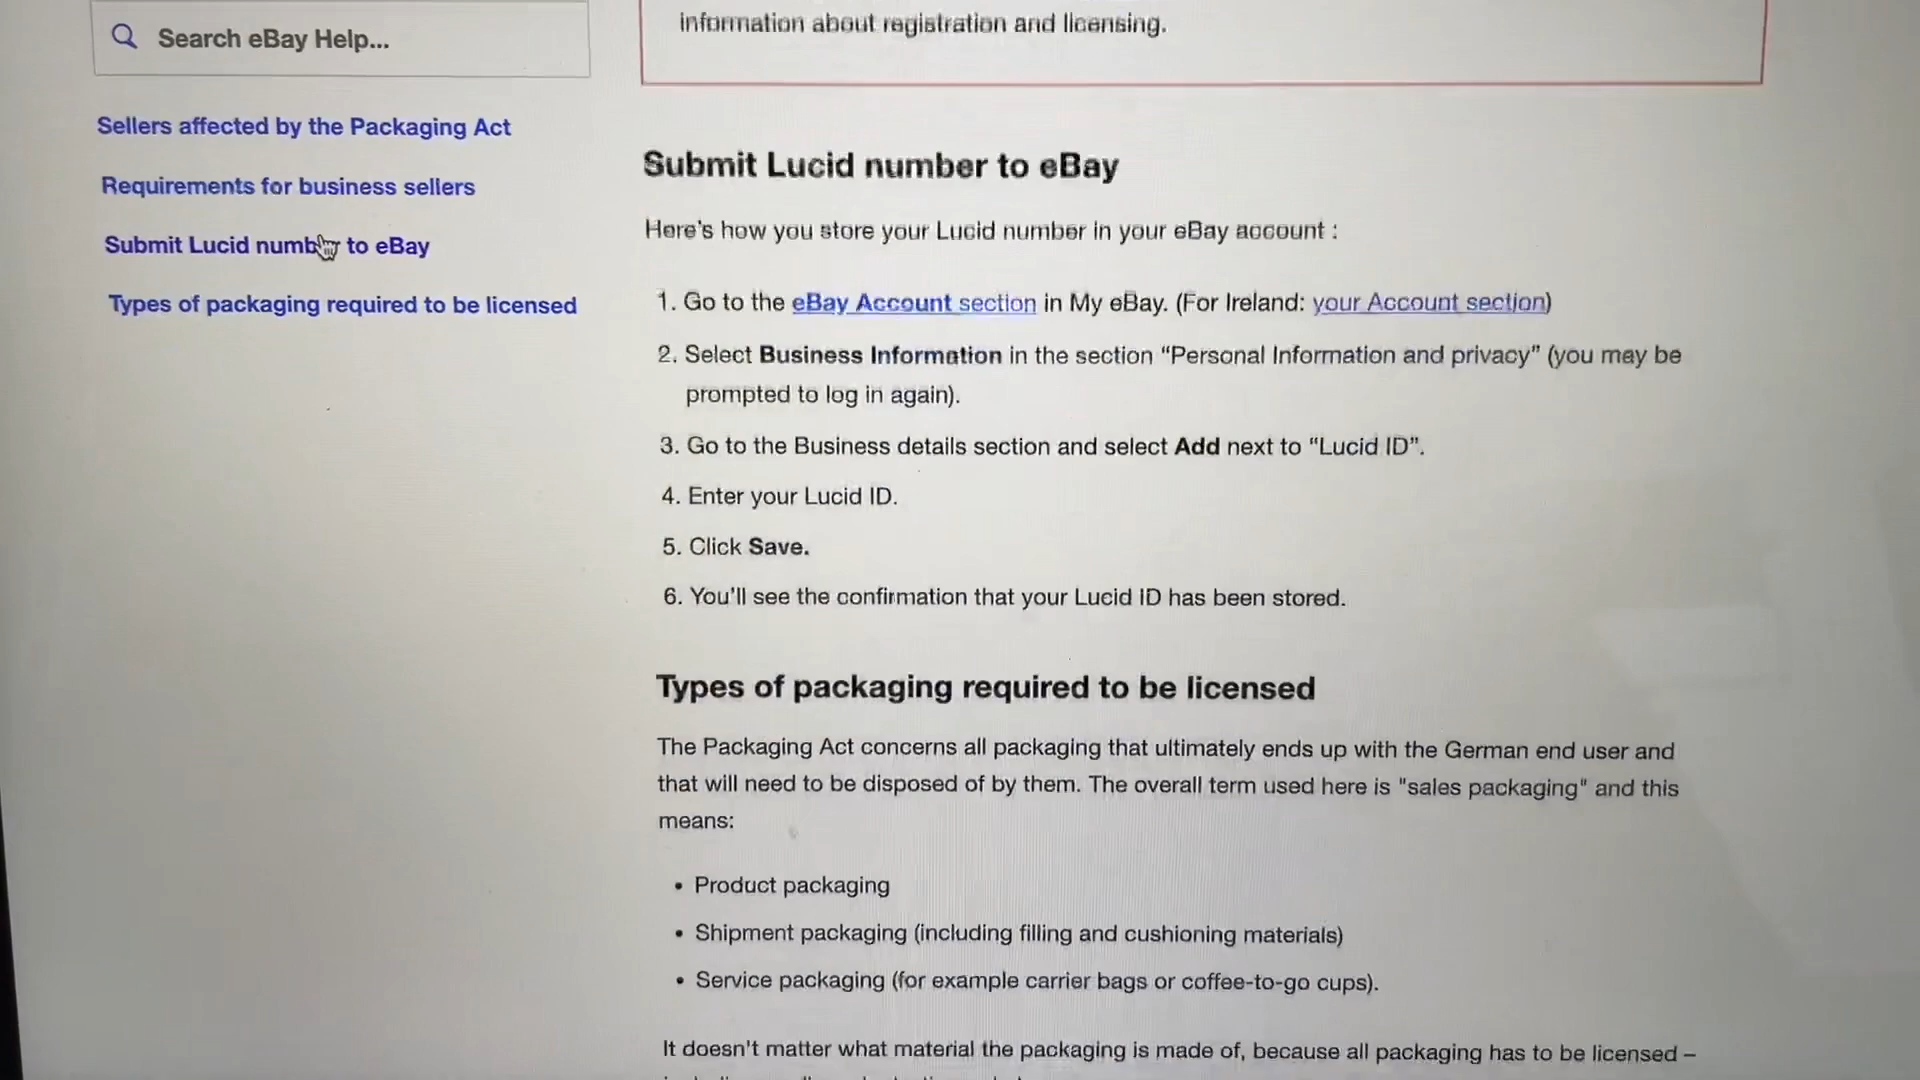 information about registration and licensing.
Search eBay Help...
Sellers affected by the Packaging Act
Requirements for business sellers
Submit Lucid numb to eBay
Types of packaging required to be licensed
Submit Lucid number to eBay
Here's how you store your Lucid number in your eBay account :
1. Go to the eBay Account section in My eBay. (For Ireland: your Account section)
2. Select Business Information in the section “Personal Information and privacy” (you may be
prompted to log in again).
3. Go to the Business details section and select Add next to “Lucid ID”.
4. Enter your Lucid ID.
5. Click Save.
6. You'll see the confirmation that your Lucid ID has been stored.
Types of packaging required to be licensed
The Packaging Act concerns all packaging that ultimately ends up with the German end user and
that will need to be disposed of by them. The overall term used here is "sales packaging" and this
means:
• Product packaging
• Shipment packaging (including filling and cushioning materials)
• Service packaging (for example carrier bags or coffee-to-go cups).
It doesn't matter what material the packaging is made of, because all packaging has to be licensed –